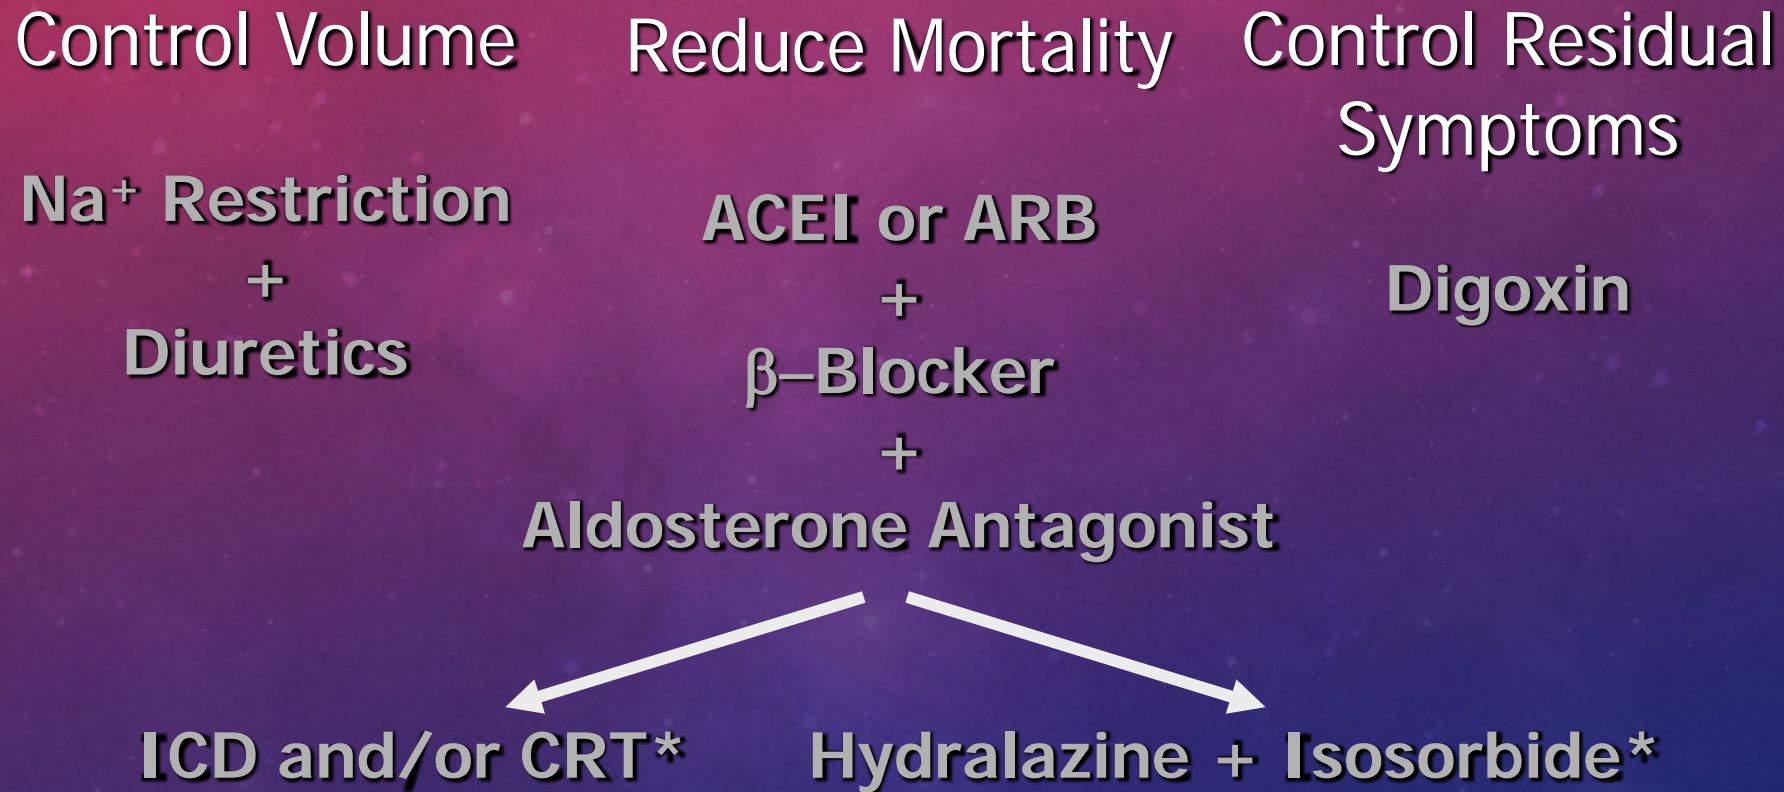 Control Volume
Na⁺ Restriction
+
Diuretics
Reduce Mortality
ACEI or ARB
+
β–Blocker
+
Aldosterone Antagonist
Control Residual
Symptoms
Digoxin
ICD and/or CRT*
Hydralazine + Isosorbide*